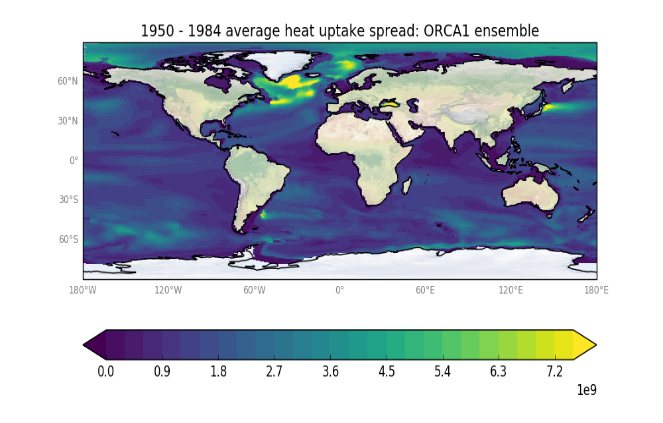 1950 - 1984 average heat uptake spread: ORCA1 ensemble
60°N
30°N
0°
30°S
60°S
180°W 120°W 60°W 0° 60°E 120°E 180°E
0.0 0.9 1.8 2.7 3.6 4.5 5.4 6.3 7.2
1e9